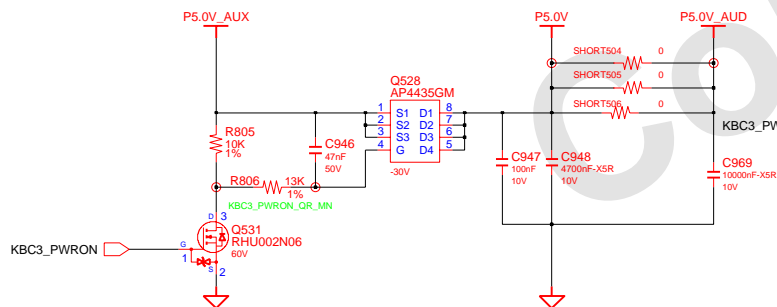 P5.0V_AUX
P5.0V
P5.0V_AUD
SHORT504 0
SHORT505 0
SHORT506 0
Q528
AP4435GM
1 S1 D1 8
2 S2 D2 7
3 S3 D3 6
4 G D4 5
-30V
R805
10K
1%
C946
47nF
50V
R806 13K
1%
KBC3_PWRON_QR_MN
KBC3_PW
C947
100nF
10V
C948
4700nF-X5R
10V
C969
10000nF-X5R
10V
D 3
Q531
RHU002N06
60V
KBC3_PWRON
G
1
S
2
Co